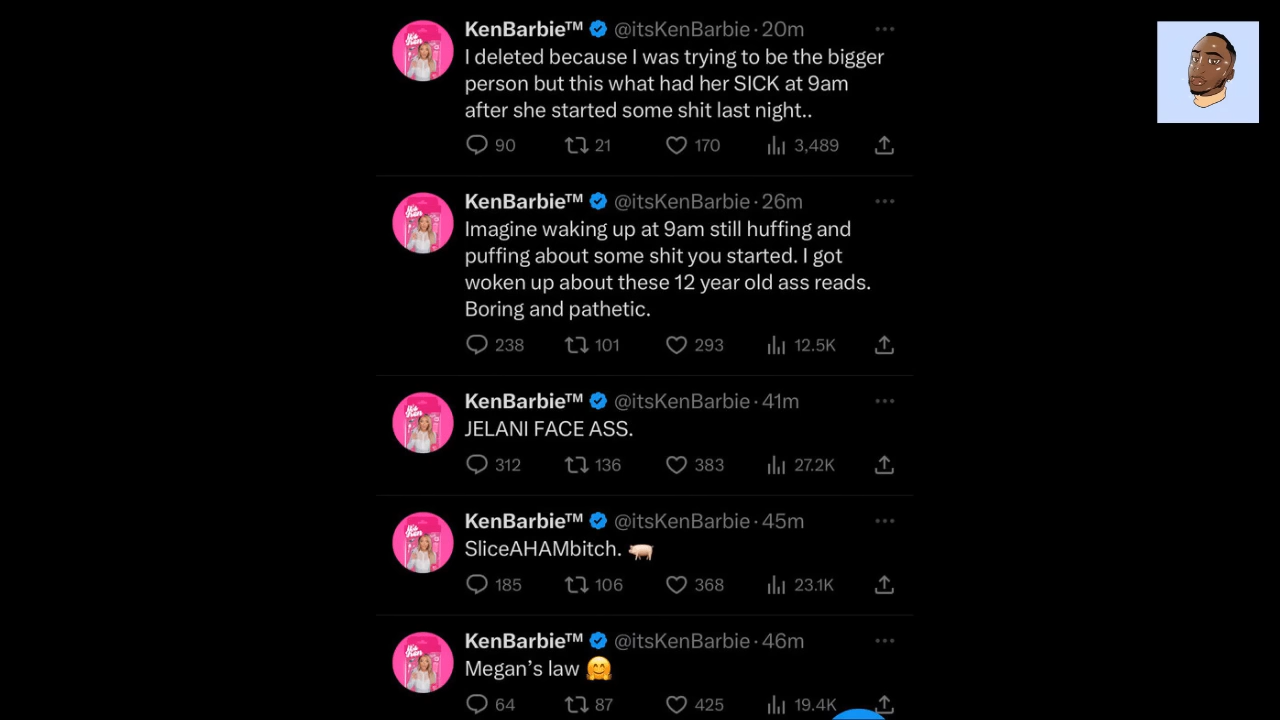 KenBarbie™ @itsKenBarbie · 20m
I deleted because I was trying to be the bigger
person but this what had her SICK at 9am
after she started some shit last night..
90 21 170 3,489
KenBarbie™ @itsKenBarbie · 26m
Imagine waking up at 9am still huffing and
puffing about some shit you started. I got
woken up about these 12 year old ass reads.
Boring and pathetic.
238 101 293 12.5K
KenBarbie™ @itsKenBarbie · 41m
JELANI FACE ASS.
312 136 383 27.2K
KenBarbie™ @itsKenBarbie · 45m
SliceAHAMbitch. 🐖
185 106 368 23.1K
KenBarbie™ @itsKenBarbie · 46m
Megan’s law 🤗
64 87 425 19.4K